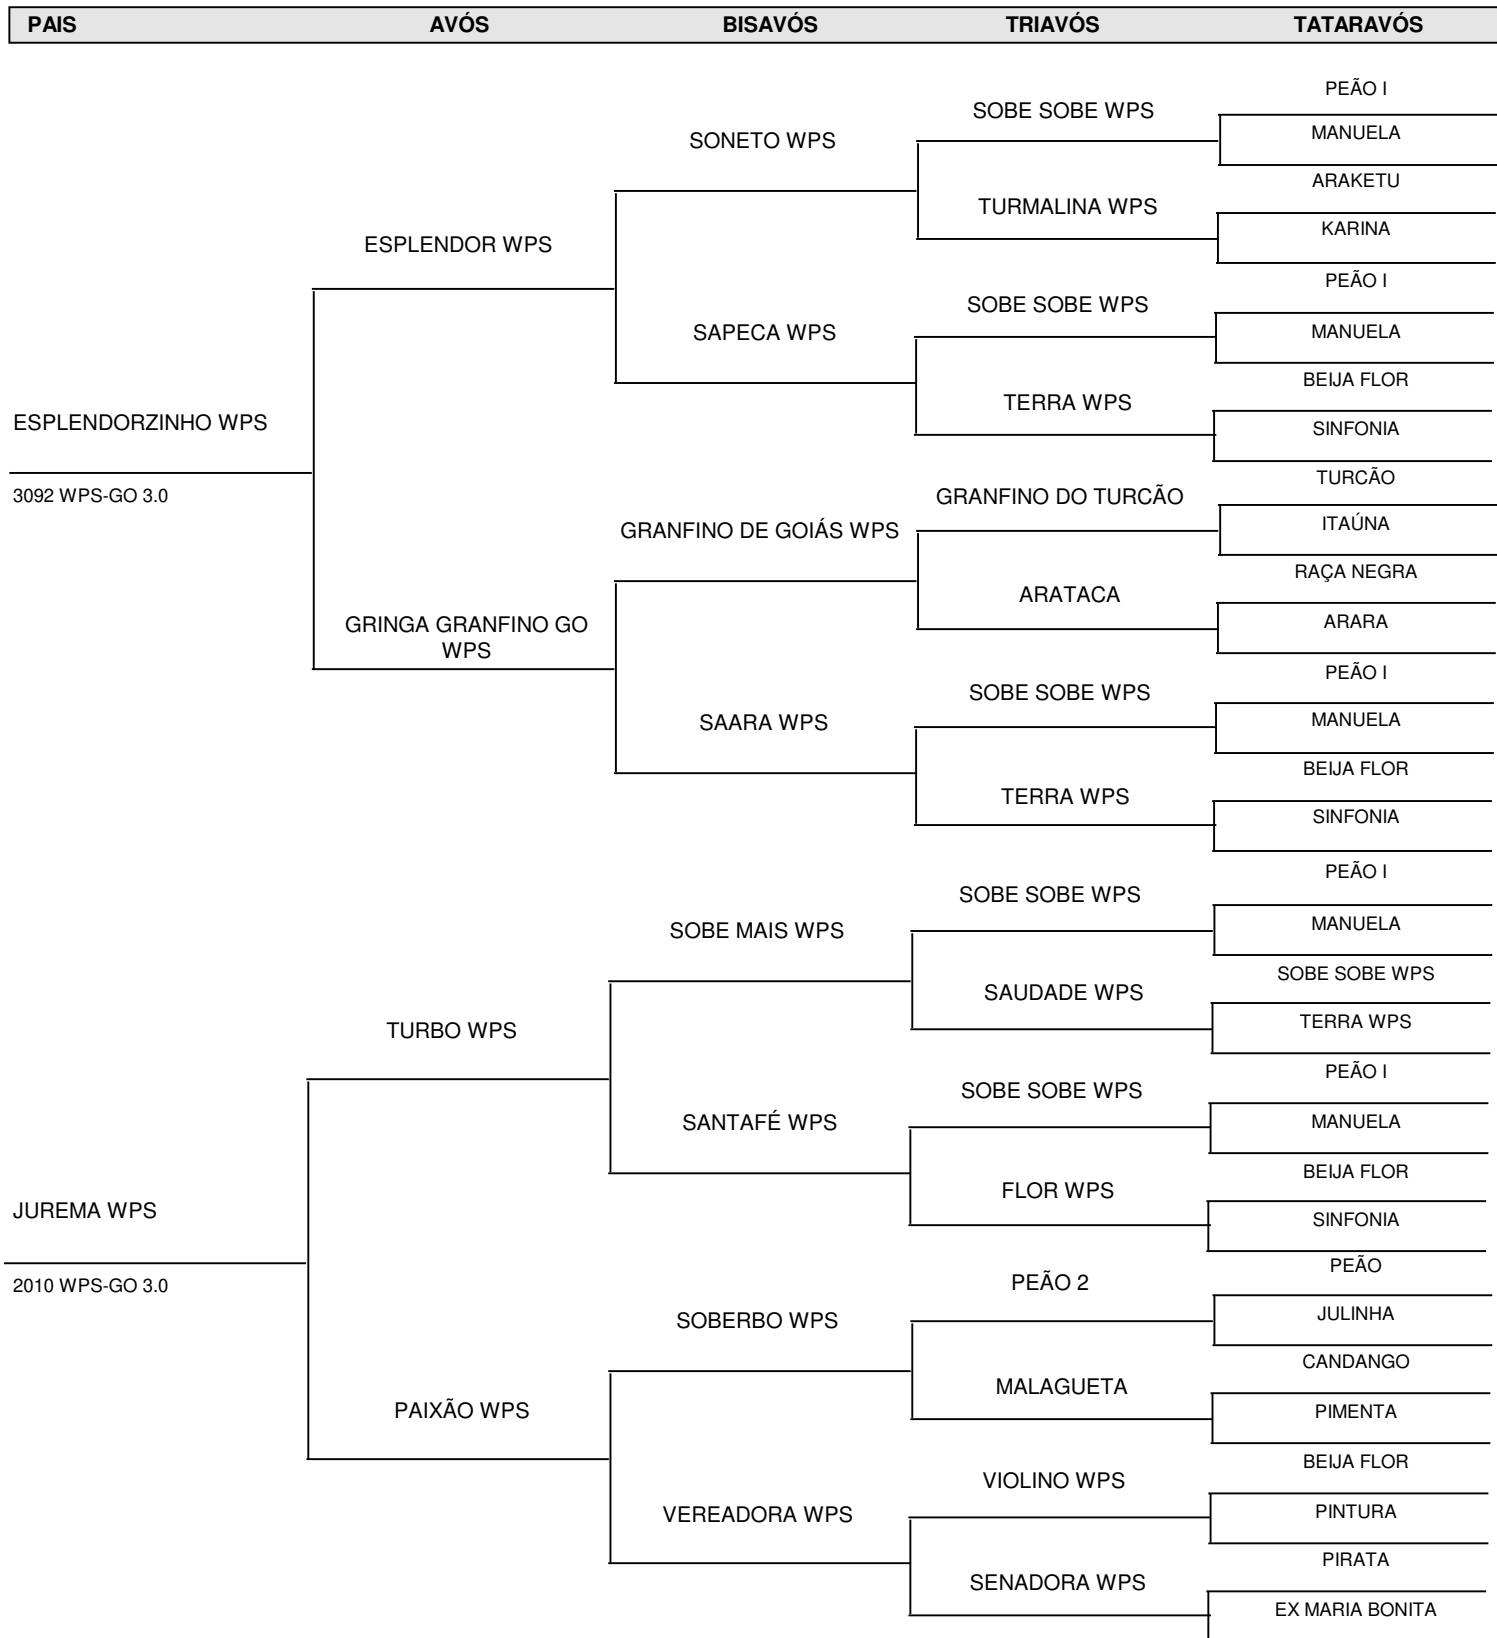 PAIS AVÓS BISAVÓS TRIAVÓS TATARAVÓS
PEÃO I
SOBE SOBE WPS
MANUELA
SONETO WPS
ARAKETU
TURMALINA WPS
KARINA
ESPLENDOR WPS
PEÃO I
SOBE SOBE WPS
MANUELA
SAPECA WPS
BEIJA FLOR
TERRA WPS
ESPLENDORZINHO WPS
SINFONIA
TURCÃO
3092 WPS-GO 3.0
GRANFINO DO TURCÃO
ITAÚNA
GRANFINO DE GOIÁS WPS
RAÇA NEGRA
ARATACA
ARARA
GRINGA GRANFINO GO
WPS
PEÃO I
SOBE SOBE WPS
MANUELA
SAARA WPS
BEIJA FLOR
TERRA WPS
SINFONIA
PEÃO I
SOBE SOBE WPS
MANUELA
SOBE MAIS WPS
SOBE SOBE WPS
SAUDADE WPS
TERRA WPS
TURBO WPS
PEÃO I
SOBE SOBE WPS
MANUELA
SANTAFÉ WPS
BEIJA FLOR
FLOR WPS
JUREMA WPS
SINFONIA
PEÃO
2010 WPS-GO 3.0
PEÃO 2
JULINHA
SOBERBO WPS
CANDANGO
MALAGUETA
PAIXÃO WPS
PIMENTA
BEIJA FLOR
VIOLINO WPS
PINTURA
VEREADORA WPS
PIRATA
SENADORA WPS
EX MARIA BONITA